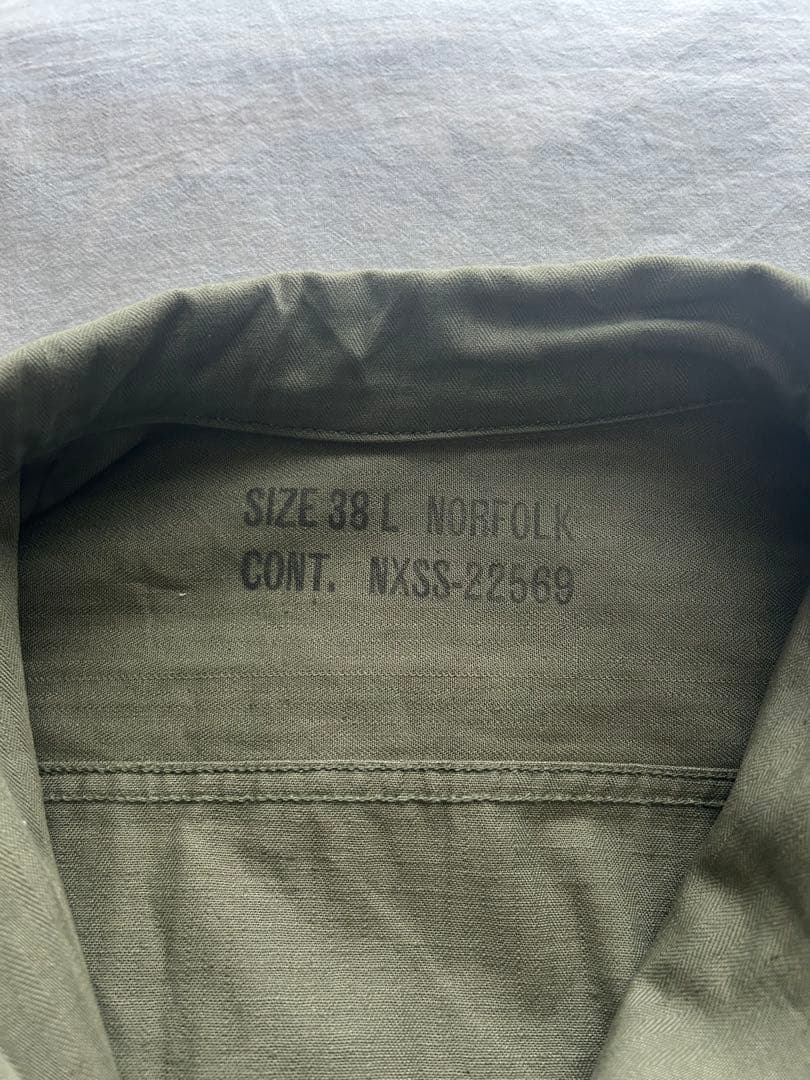 SIZE 38 L NORFOLK
CONT. NXSS-22569